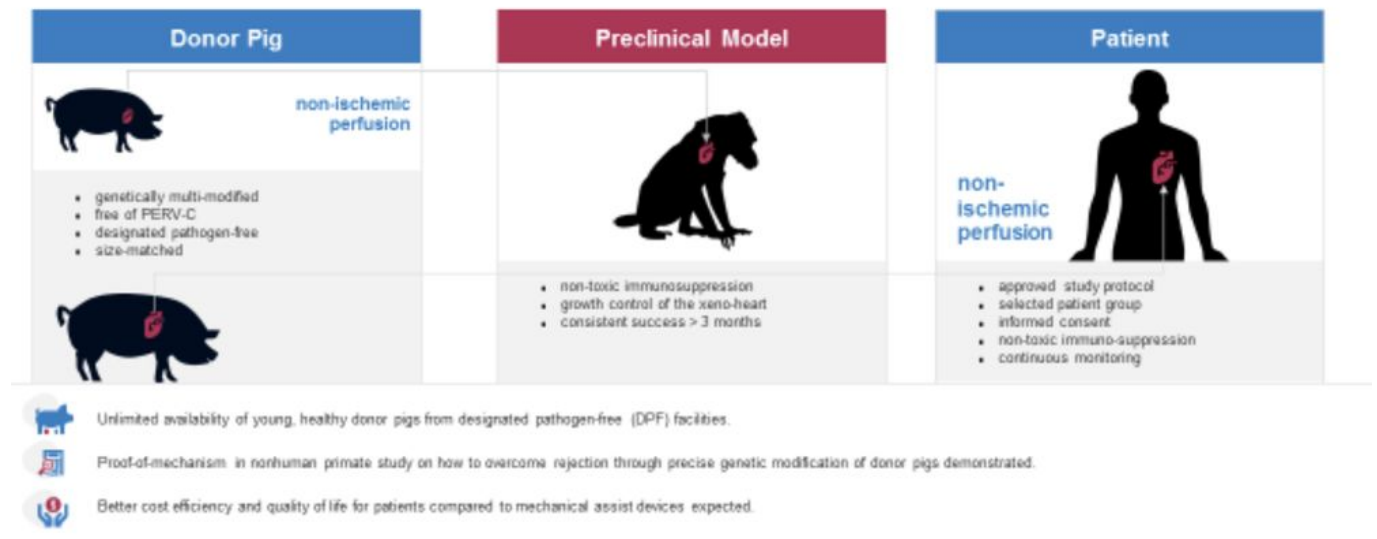 Donor Pig
non-ischemic
perfusion
genetically multi-modified
free of PERV-C
designated pathogen-free
size-matched
Preclinical Model
non-toxic immunosuppression
growth control of the xeno-heart
consistent success > 3 months
Patient
non-
ischemic
perfusion
approved study protocol
selected patient group
informed consent
non-toxic immuno-suppression
continuous monitoring
Unlimited availability of young, healthy donor pigs from designated pathogen-free (DPF) facilities.
Proof-of-mechanism in nonhuman primate study on how to overcome rejection through precise genetic modification of donor pigs demonstrated.
Better cost efficiency and quality of life for patients compared to mechanical assist devices expected.